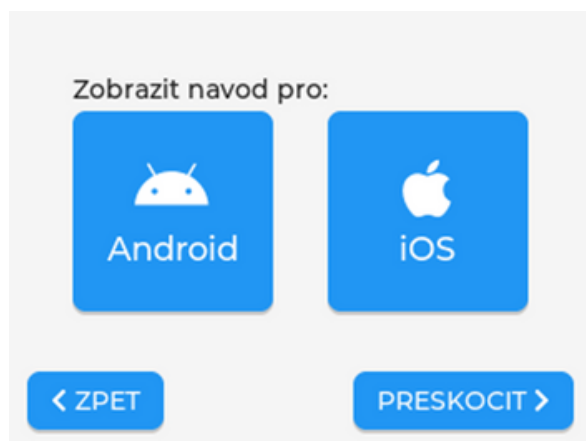 Zobrazit navod pro:
Android
iOS
ZPET
PRESKOCIT